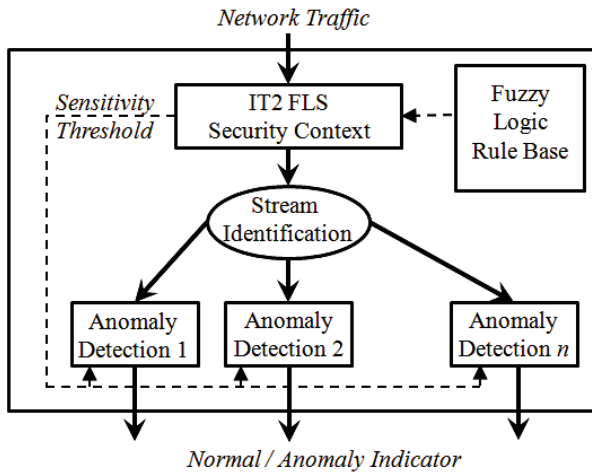 Network Traffic
Sensitivity
Threshold
IT2 FLS
Security Context
Fuzzy
Logic
Rule Base
Stream
Identification
Anomaly
Detection 1
Anomaly
Detection 2
Anomaly
Detection n
Normal / Anomaly Indicator